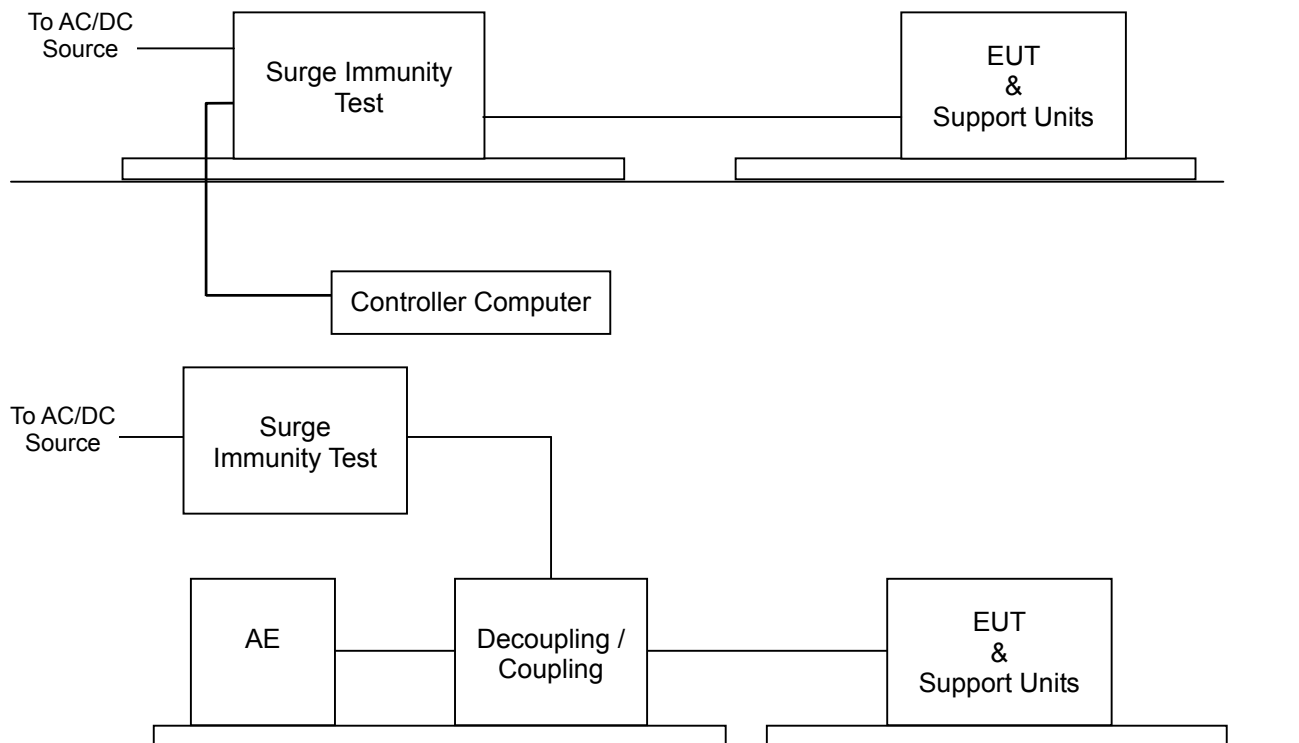 To AC/DC
Source
Surge Immunity
Test
EUT
&
Support Units
Controller Computer
To AC/DC
Source
Surge
Immunity Test
AE
Decoupling /
Coupling
EUT
&
Support Units